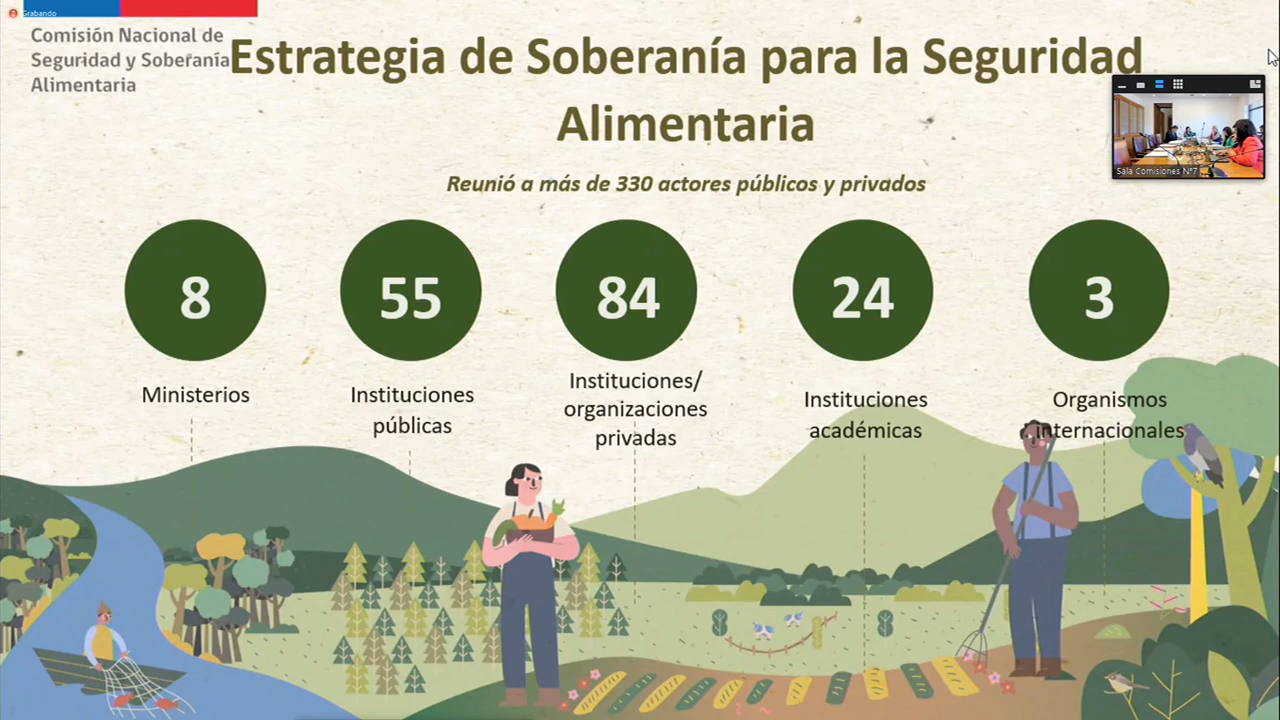 Grabando
Comisión Nacional de
Seguridad y Soberanía
Alimentaria
Estrategia de Soberanía para la Seguridad
Alimentaria
Reunió a más de 330 actores públicos y privados
8
Ministerios
55
Instituciones
públicas
84
Instituciones/
organizaciones
privadas
24
Instituciones
académicas
3
Organismos
internacionales
Sala Comisiones N°7